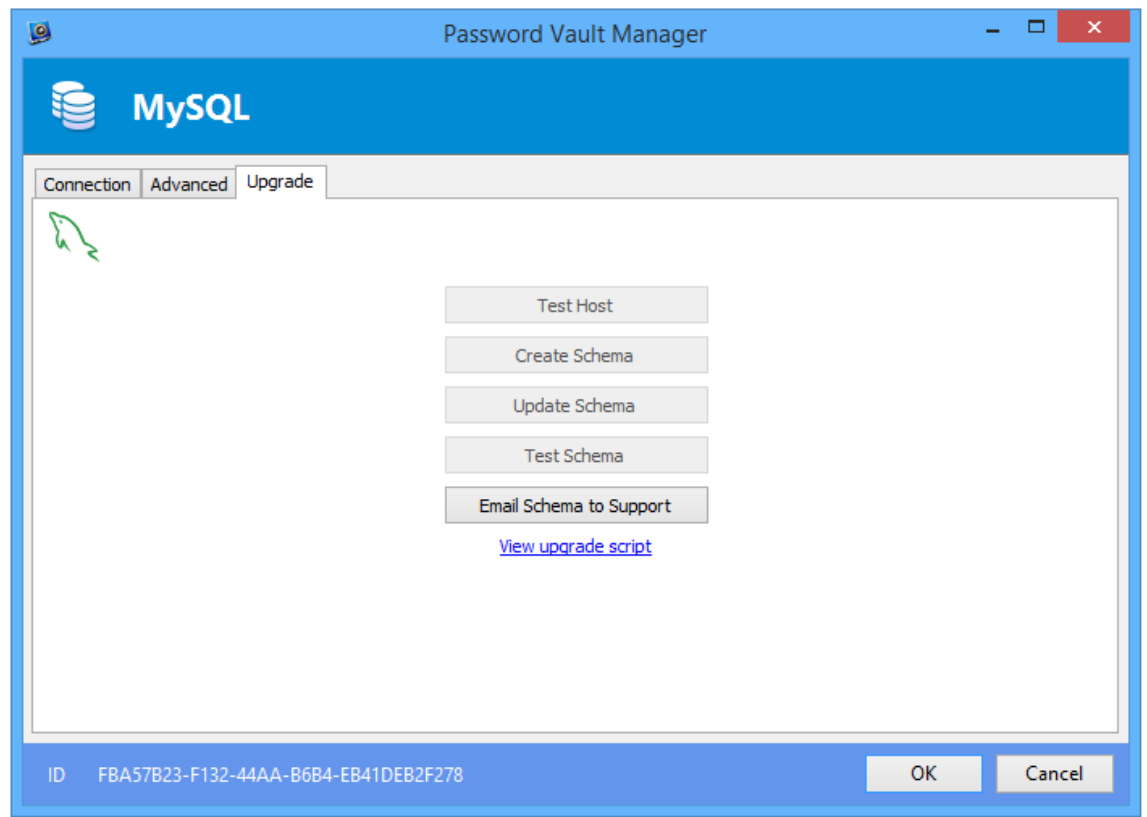 Password Vault Manager
MySQL
Connection Advanced Upgrade
Test Host
Create Schema
Update Schema
Test Schema
Email Schema to Support
View upgrade script
ID FBA57B23-F132-44AA-B6B4-EB41DEB2F278 OK Cancel